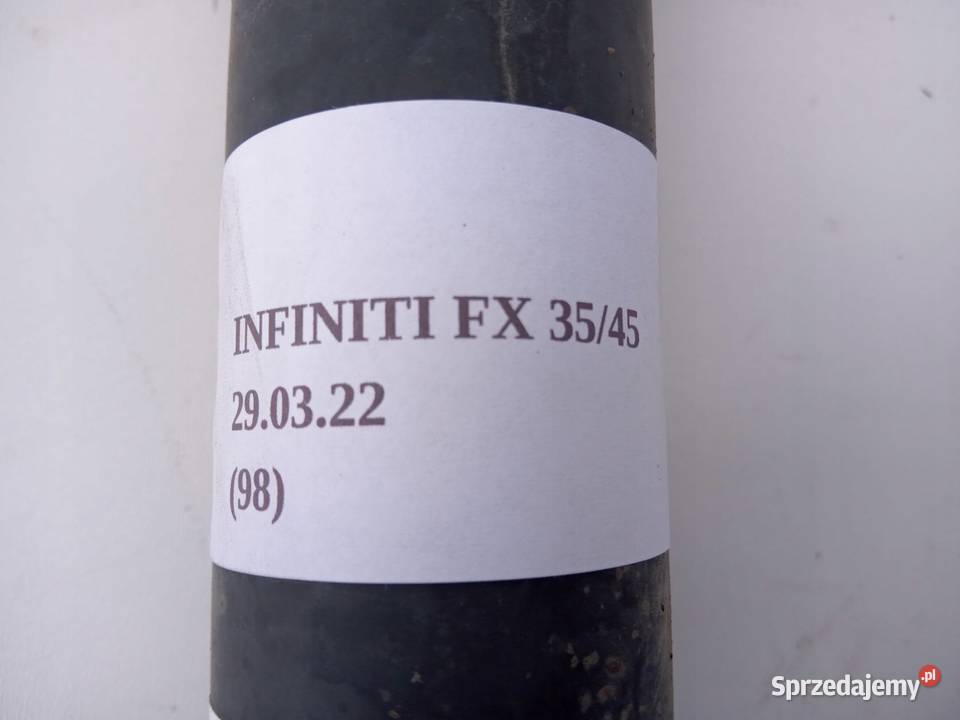 INFINITI FX 35/45
29.03.22
(98)
Sprzedajemy.pl